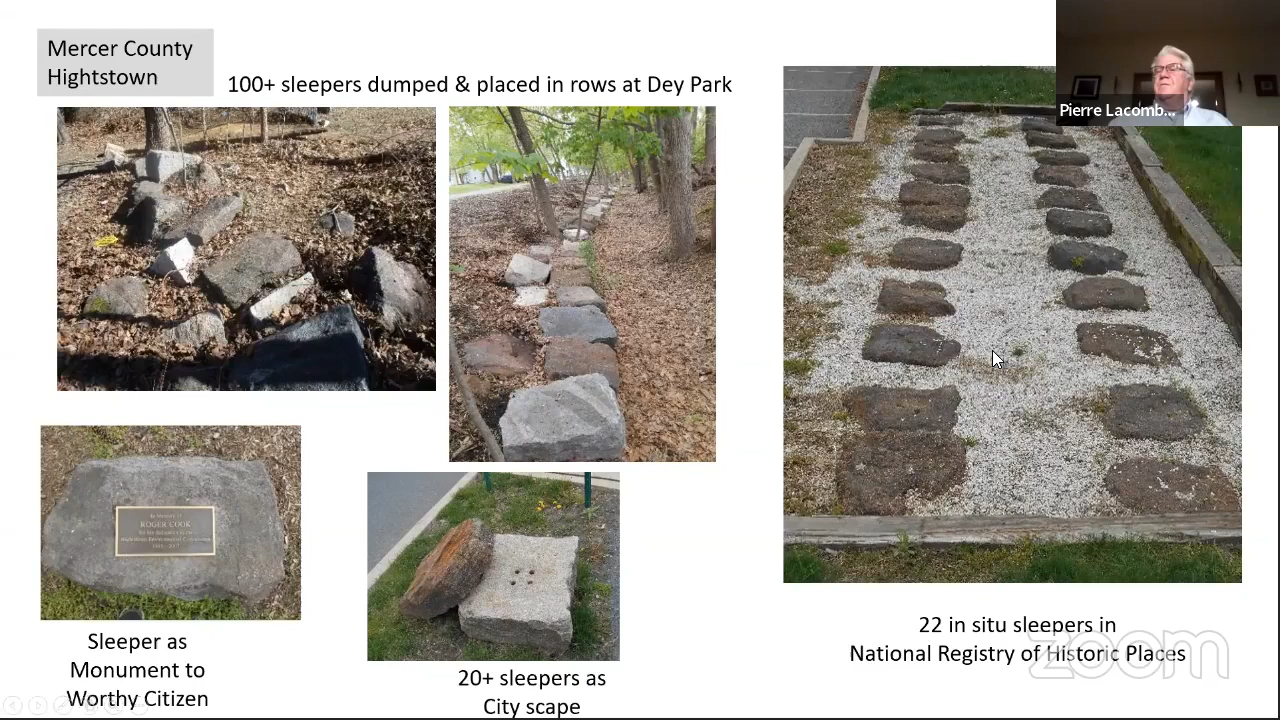 Mercer County
Hightstown
100+ sleepers dumped & placed in rows at Dey Park
Pierre Lacomb...
In Memory of
ROGER COOK
Sleeper as
Monument to
Worthy Citizen
20+ sleepers as
City scape
22 in situ sleepers in
National Registry of Historic Places
zoom